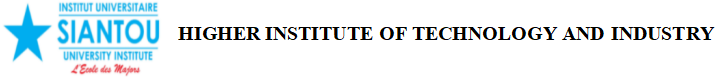 INSTITUT UNIVERSITAIRE
SIANTOU
UNIVERSITY INSTITUTE
L'Ecole des Majors
HIGHER INSTITUTE OF TECHNOLOGY AND INDUSTRY